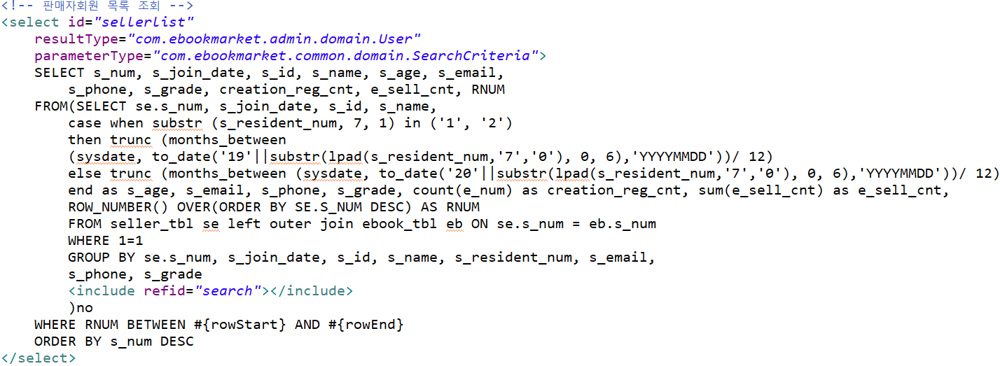 <!-- 판매자회원 목록 조회 -->
<select id="sellerlist"
resultType="com.ebookmarket.admin.domain.User"
parameterType="com.ebookmarket.common.domain.SearchCriteria">
SELECT s_num, s_join_date, s_id, s_name, s_age, s_email,
s_phone, s_grade, creation_reg_cnt, e_sell_cnt, RNUM
FROM(SELECT se.s_num, s_join_date, s_id, s_name,
case when substr (s_resident_num, 7, 1) in ('1', '2')
then trunc (months_between
(sysdate, to_date('19'||substr(lpad(s_resident_num,'7','0'), 0, 6),'YYYYMMDD'))/ 12)
else trunc (months_between (sysdate, to_date('20'||substr(lpad(s_resident_num,'7','0'), 0, 6),'YYYYMMDD'))/ 12)
end as s_age, s_email, s_phone, s_grade, count(e_num) as creation_reg_cnt, sum(e_sell_cnt) as e_sell_cnt,
ROW_NUMBER() OVER(ORDER BY SE.S_NUM DESC) AS RNUM
FROM seller_tbl se left outer join ebook_tbl eb ON se.s_num = eb.s_num
WHERE 1=1
GROUP BY se.s_num, s_join_date, s_id, s_name, s_resident_num, s_email,
s_phone, s_grade
<include refid="search"></include>
)no
WHERE RNUM BETWEEN #{rowStart} AND #{rowEnd}
ORDER BY s_num DESC
</select>